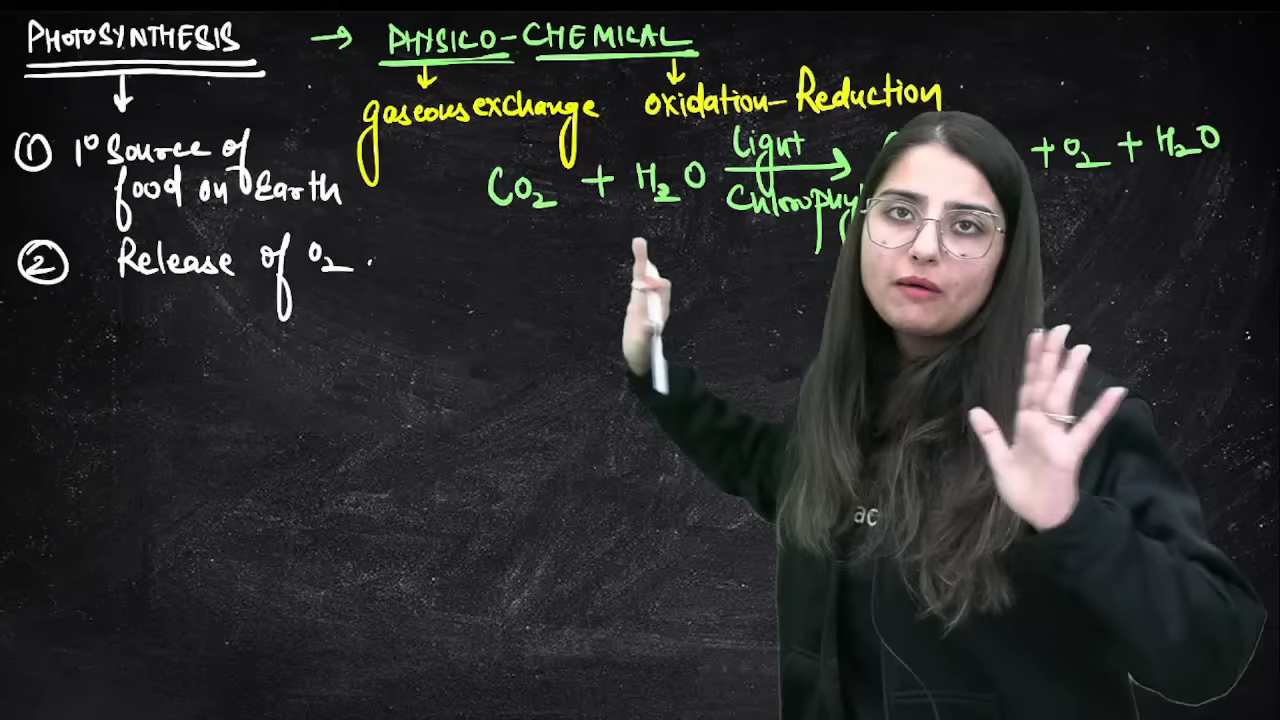 PHOTOSYNTHESIS → PHYSICO-CHEMICAL
gaseous exchange oxidation-Reduction
① 1° Source of
food on Earth
CO₂ + H₂O Light Chlorophy + O₂ + H₂O
② Release of O₂.
ac